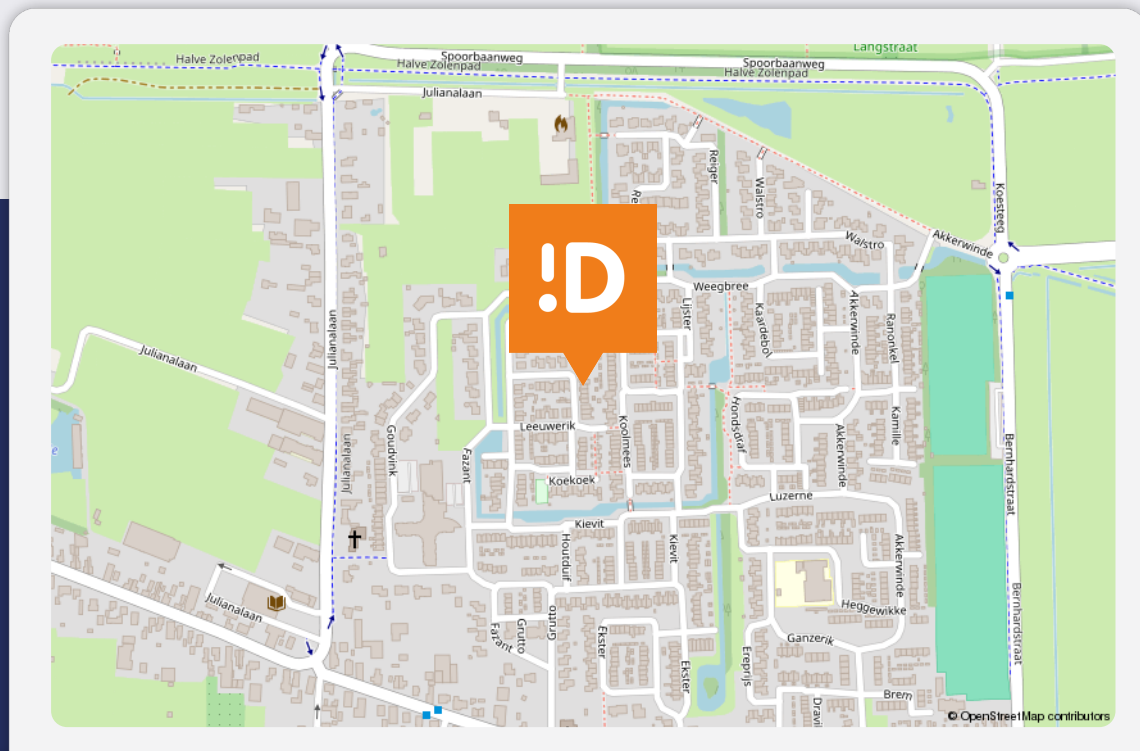 Langstraat
Halve Zolenpad
Spoorbaanweg
Halve Zolenpad
Spoorbaanweg
Halve Zolenpad
Julianalaan
Reiger
Re
Walstro
Koesteeg
Walstro
Akkerwinde
!D
Weegbree
Lijster
Kaardebol
Akkerwinde
Ranonkel
Julianalaan
Julianalaan
Goudvink
Leeuwerik
Koolmees
Hondsdraf
Kamille
Akkerwinde
Julianalaan
Fazant
Koekoek
Luzerne
Bernhardstraat
Kievit
Houtduif
Kievit
Akkerwinde
Julianalaan
Heggewikke
Bernhardstraat
Grutto
Grutto
Fazant
Ekster
Ganzerik
Ekster
Ereprijs
Brem
Dravi
© OpenStreetMap contributors